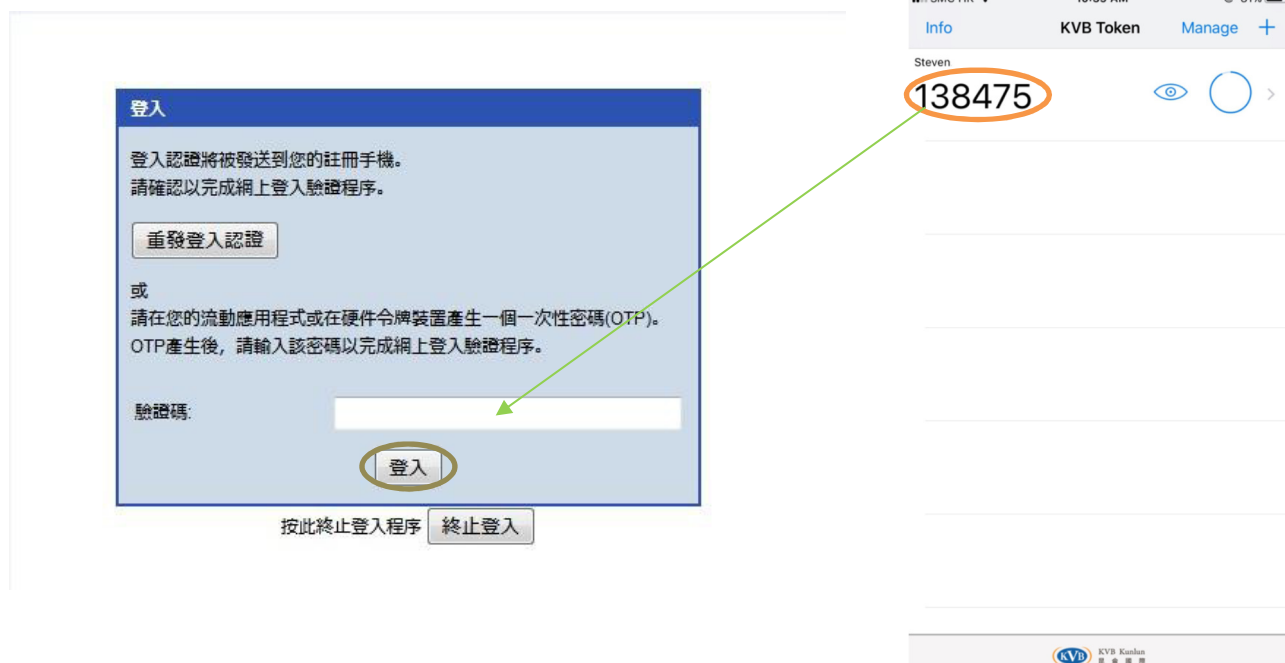 登入
登入認證將被發送到您的註冊手機。
請確認以完成網上登入驗證程序。
重發登入認證
或
請在您的流動應用程式或在硬件令牌裝置產生一個一次性密碼(OTP)。
OTP產生後，請輸入該密碼以完成網上登入驗證程序。
驗證碼:
登入
按此終止登入程序 終止登入
Info KVB Token Manage +
Steven
138475
KVB KVB Kunlun